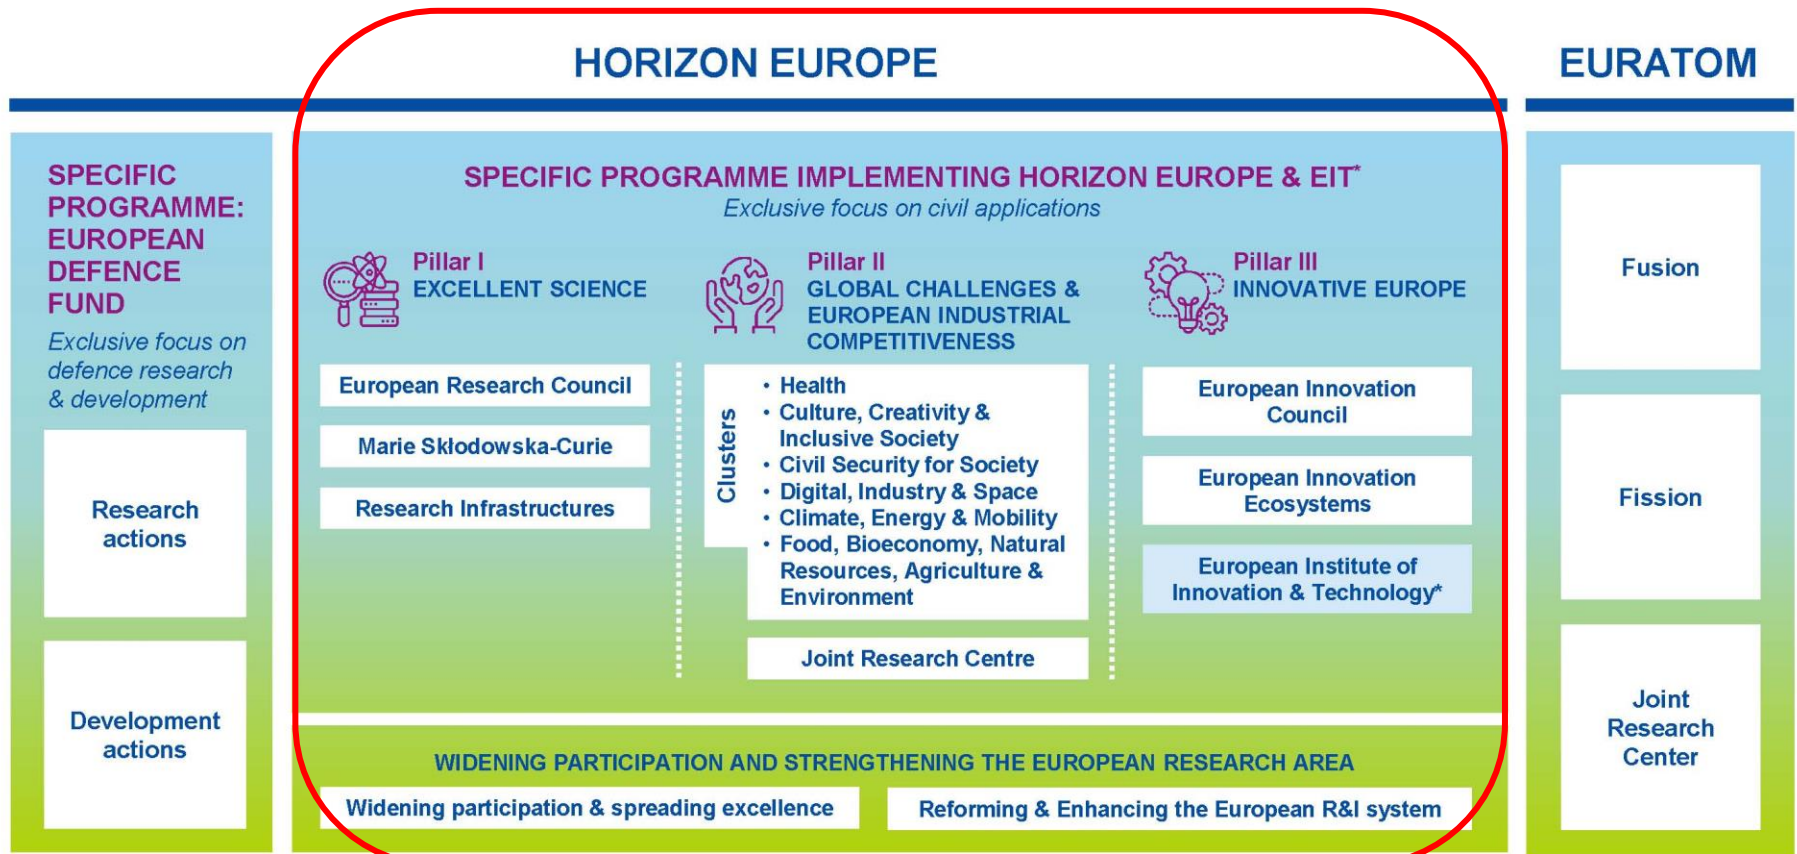 HORIZON EUROPE
EURATOM
SPECIFIC
PROGRAMME:
EUROPEAN
DEFENCE
FUND
Exclusive focus on
defence research
& development
Research
actions
Development
actions
SPECIFIC PROGRAMME IMPLEMENTING HORIZON EUROPE & EIT*
Exclusive focus on civil applications
Pillar I
EXCELLENT SCIENCE
European Research Council
Marie Skłodowska-Curie
Research Infrastructures
Pillar II
GLOBAL CHALLENGES &
EUROPEAN INDUSTRIAL
COMPETITIVENESS
Clusters
• Health
• Culture, Creativity &
Inclusive Society
• Civil Security for Society
• Digital, Industry & Space
• Climate, Energy & Mobility
• Food, Bioeconomy, Natural
Resources, Agriculture &
Environment
Joint Research Centre
Pillar III
INNOVATIVE EUROPE
European Innovation
Council
European Innovation
Ecosystems
European Institute of
Innovation & Technology*
WIDENING PARTICIPATION AND STRENGTHENING THE EUROPEAN RESEARCH AREA
Widening participation & spreading excellence
Reforming & Enhancing the European R&I system
Fusion
Fission
Joint
Research
Center